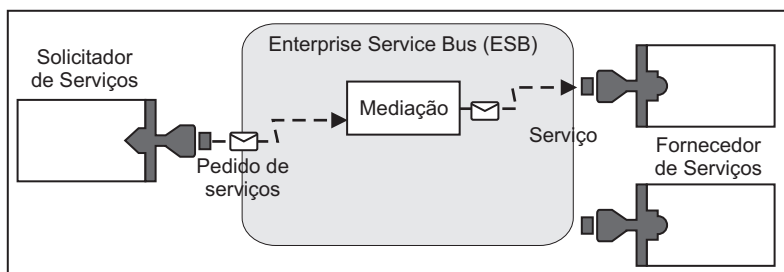 Enterprise Service Bus (ESB)
Solicitador
de Serviços
Mediação
Pedido de
serviços
Serviço
Fornecedor
de Serviços